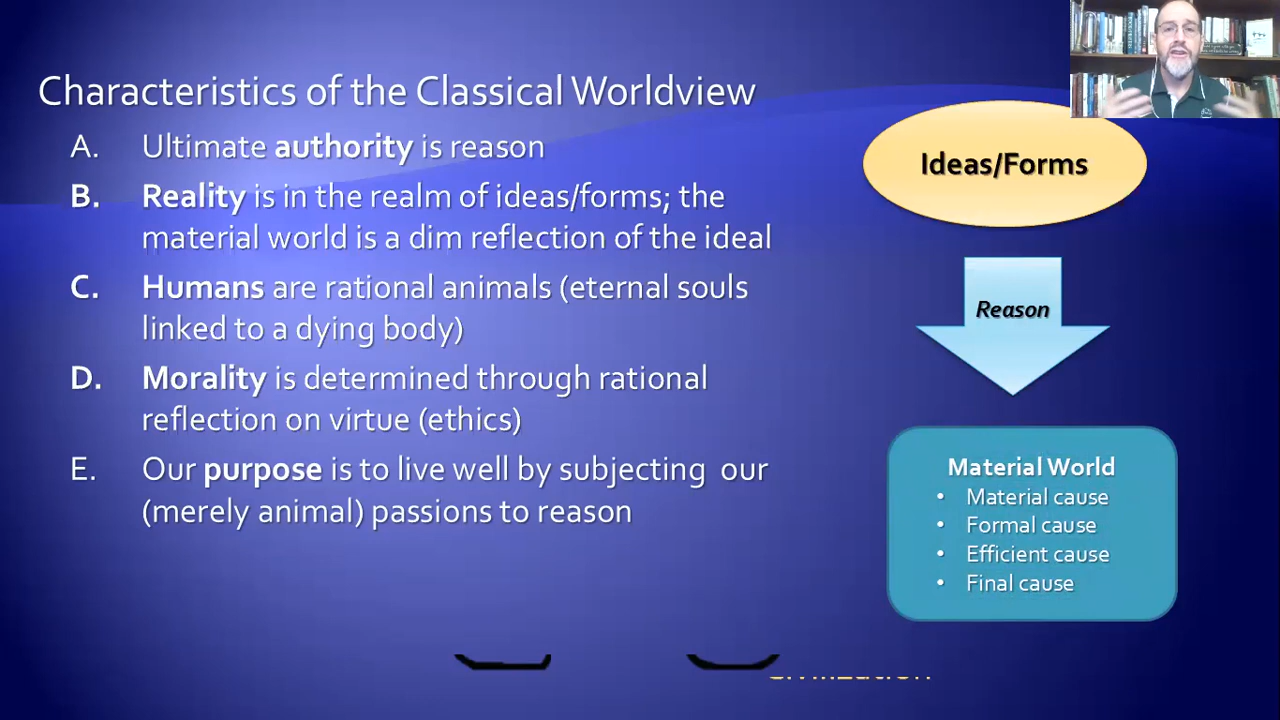 Characteristics of the Classical Worldview
A. Ultimate authority is reason
B. Reality is in the realm of ideas/forms; the
material world is a dim reflection of the ideal
C. Humans are rational animals (eternal souls
linked to a dying body)
D. Morality is determined through rational
reflection on virtue (ethics)
E. Our purpose is to live well by subjecting our
(merely animal) passions to reason
Ideas/Forms
Reason
Material World
• Material cause
• Formal cause
• Efficient cause
• Final cause